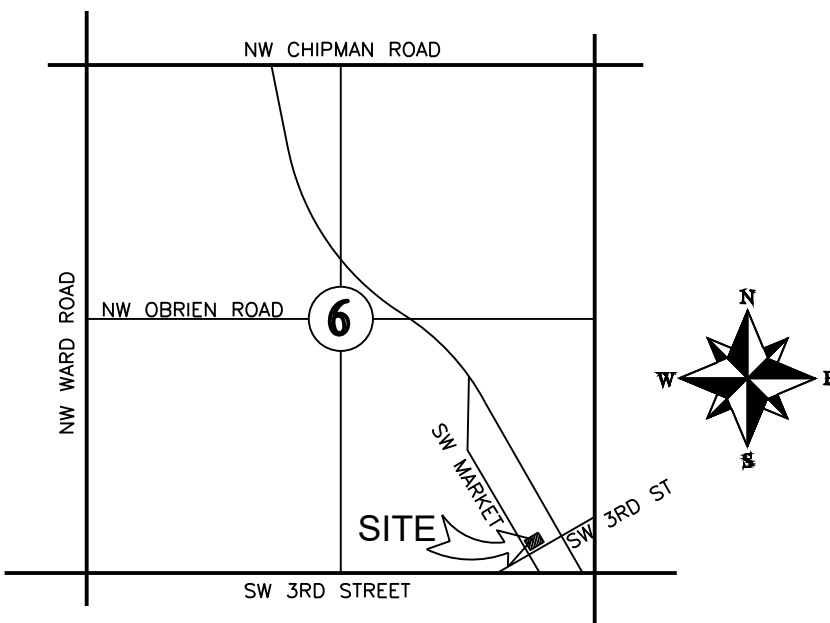 NW CHIPMAN ROAD
NW WARD ROAD
NW OBRIEN ROAD
6
N
W
E
S
SW MARKET
SITE
SW 3RD ST
SW 3RD STREET